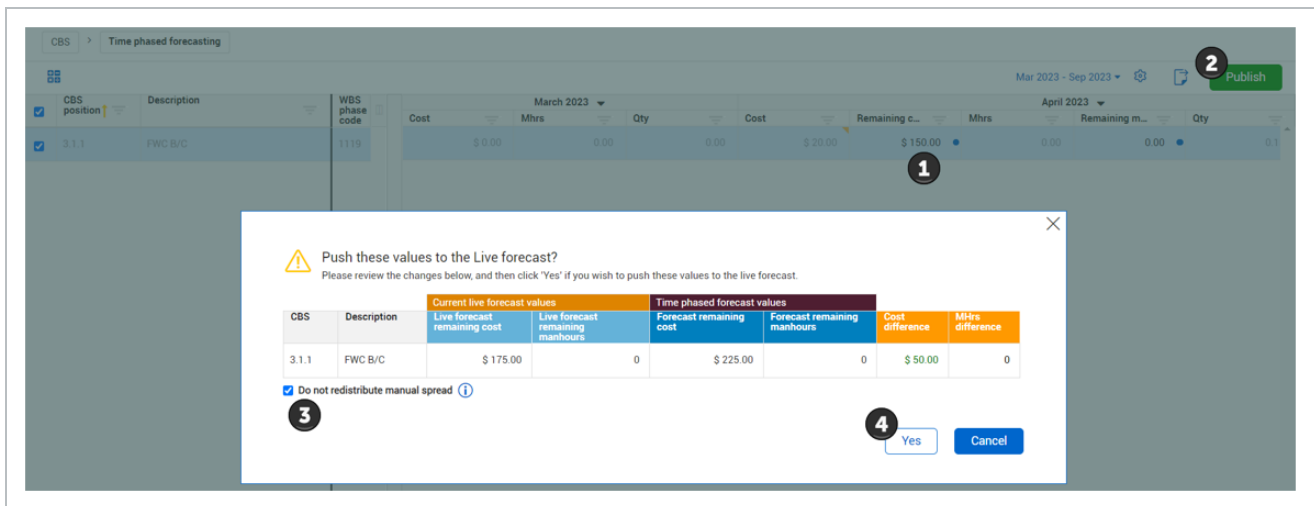 CBS > Time phased forecasting
2
Mar 2023 - Sep 2023 Publish
CBS position Description WBS phase code March 2023 April 2023
Cost Mhrs Qty Cost Remaining c... Mhrs Remaining m... Qty
3.1.1 FWC B/C 1119 $ 0.00 0.00 0.00 $ 20.00 $ 150.00 0.00 0.00 0.1
1
Push these values to the Live forecast?
Please review the changes below, and then click 'Yes' if you wish to push these values to the live forecast.
Current live forecast values Time phased forecast values
CBS Description Live forecast remaining cost Live forecast remaining manhours Forecast remaining cost Forecast remaining manhours Cost difference MHrs difference
3.1.1 FWC B/C $ 175.00 0 $ 225.00 0 $ 50.00 0
Do not redistribute manual spread i
3
4
Yes Cancel